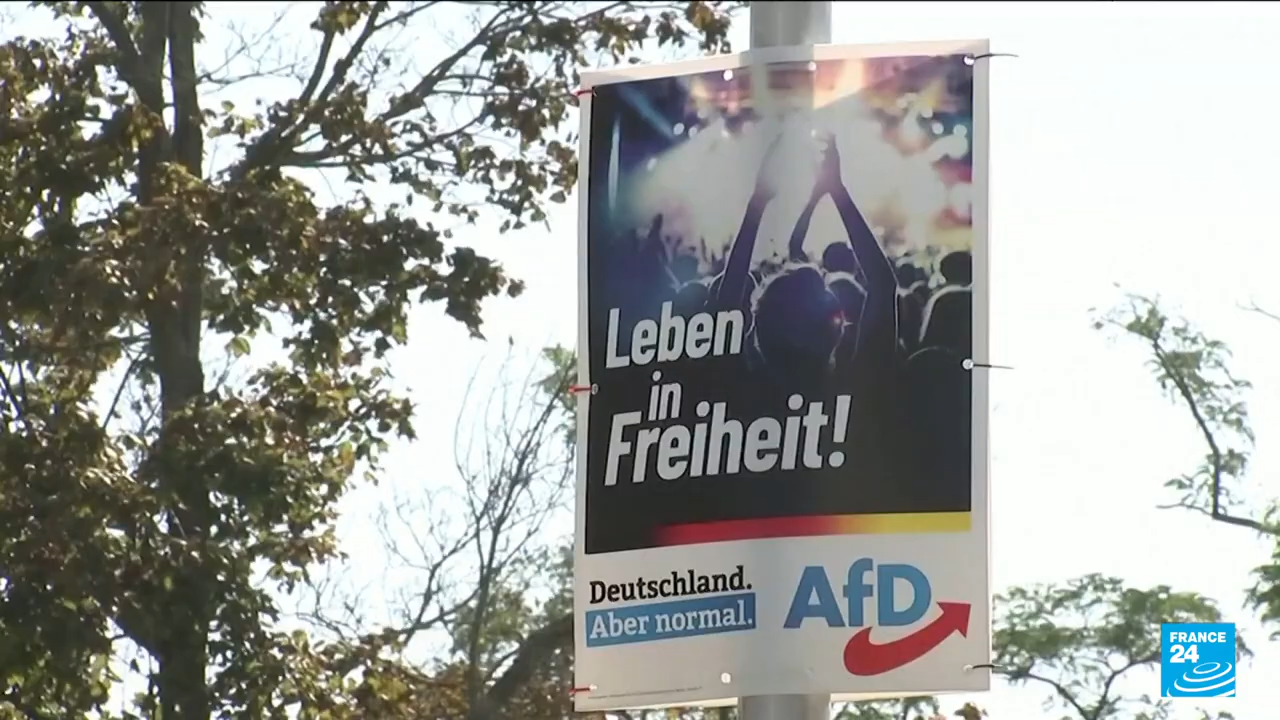 Leben
in
Freiheit!
Deutschland.
Aber normal.
AfD
FRANCE
24